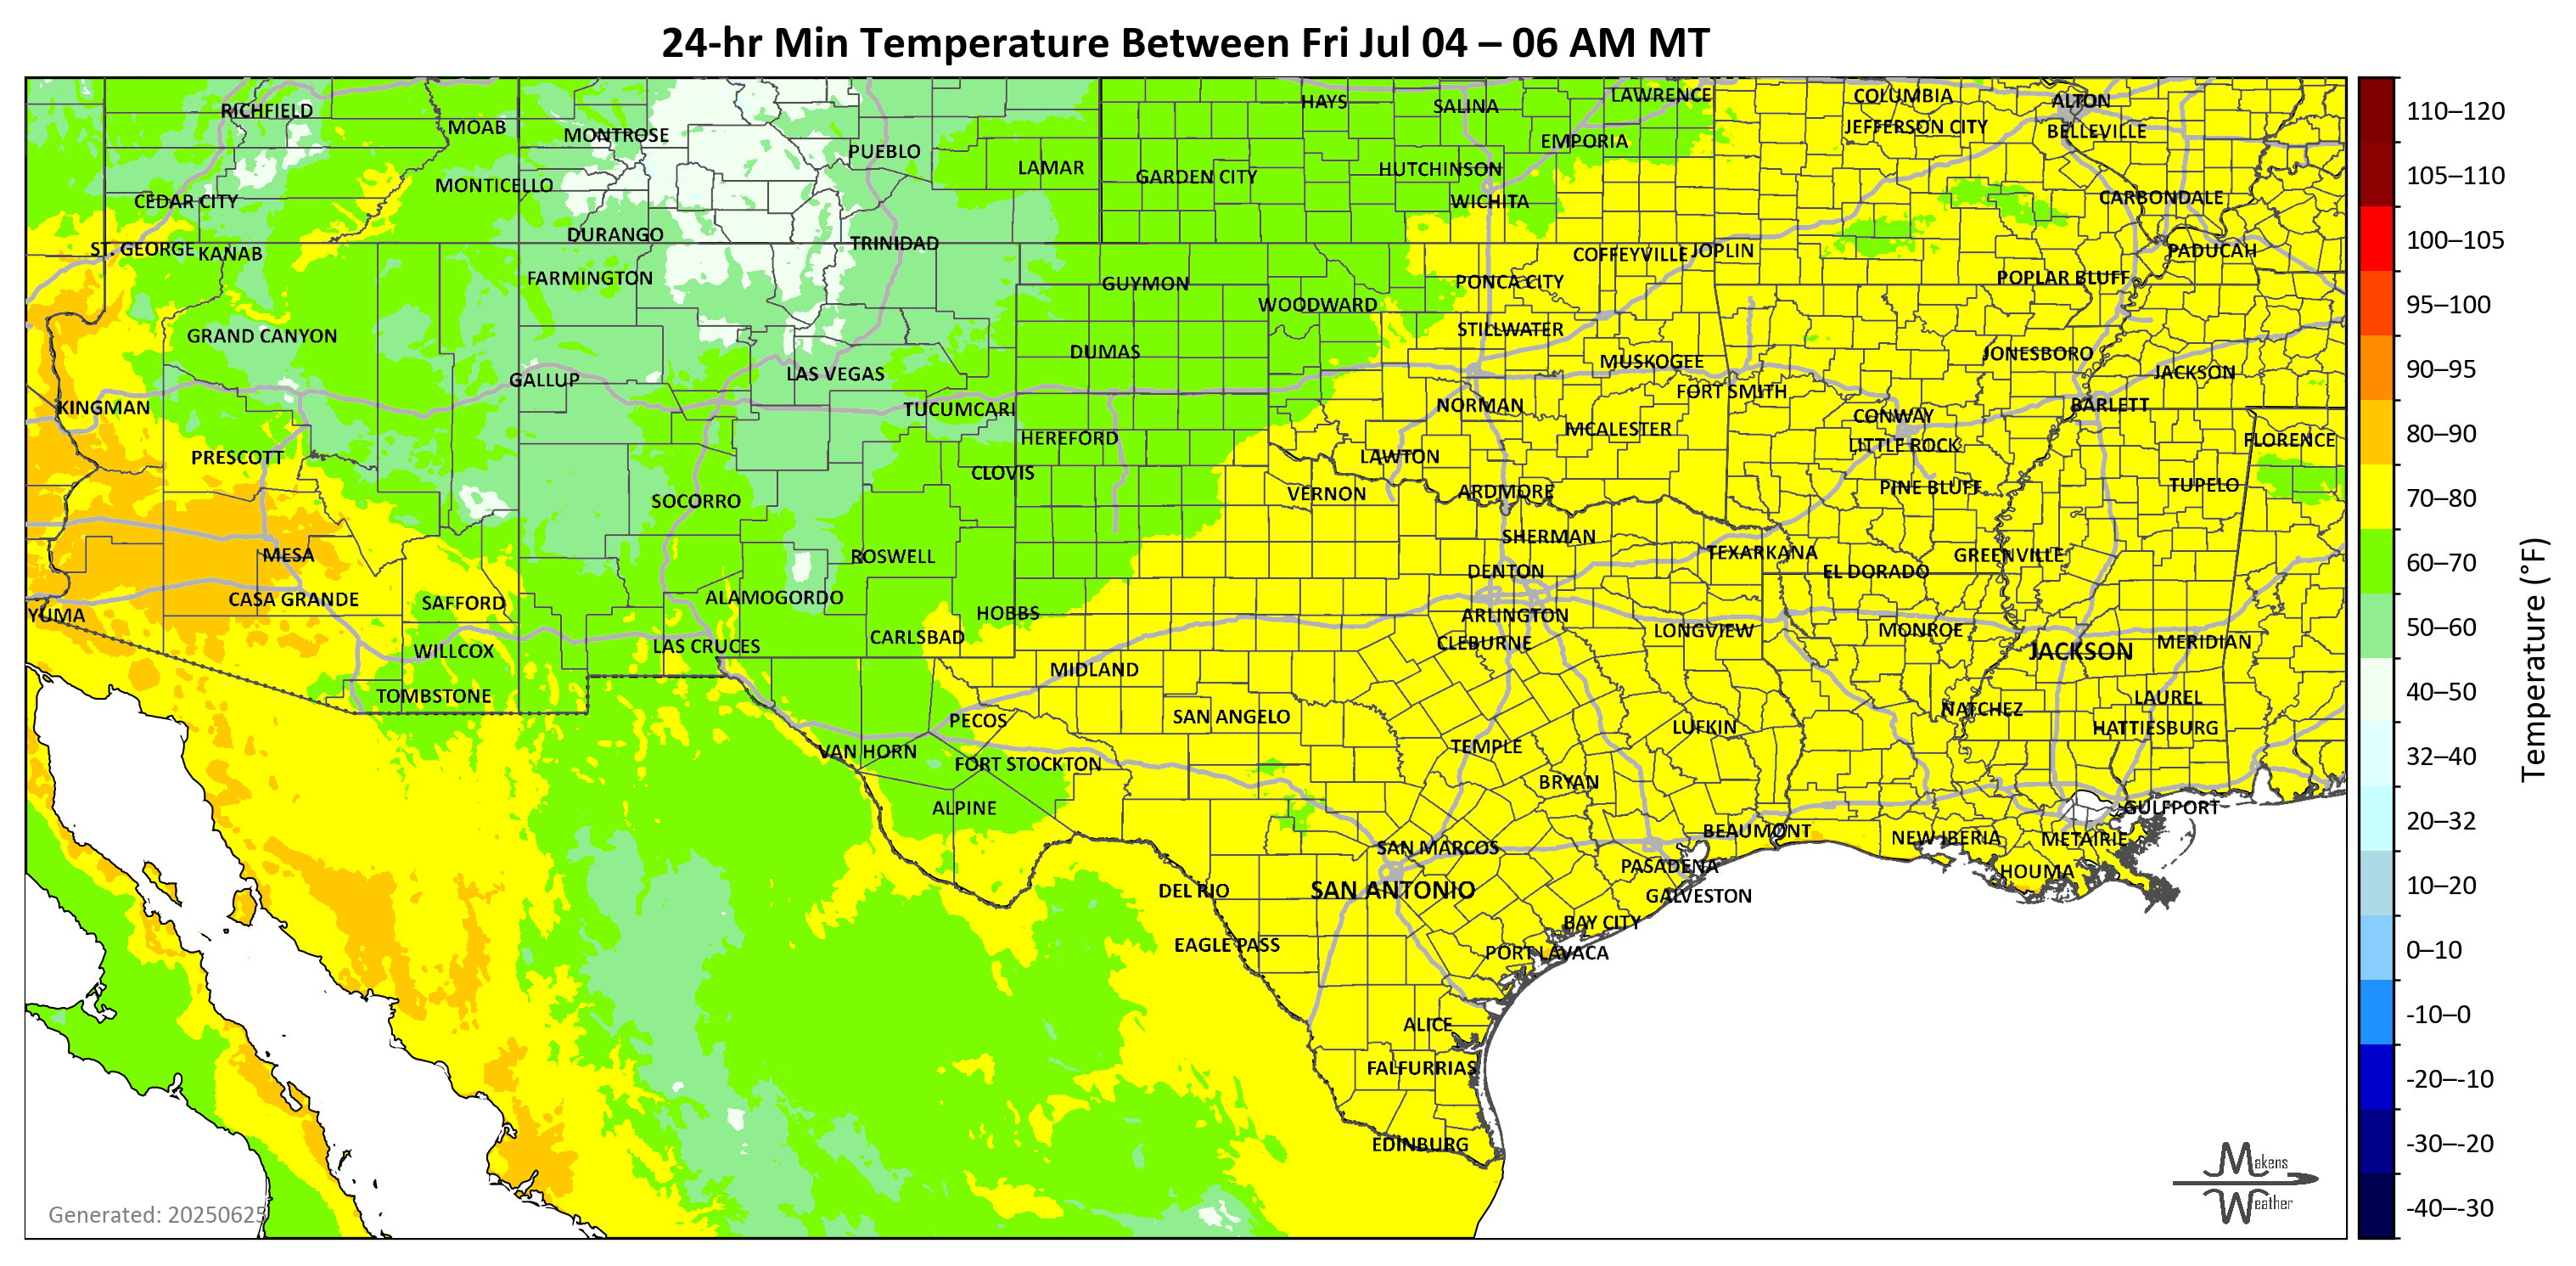 24-hr Min Temperature Between Fri Jul 04 – 06 AM MT
RICHFIELD
MOAB
MONTROSE
PUEBLO
LAMAR
HAYS
SALINA
LAWRENCE
COLUMBIA
ALTON
JEFFERSON CITY
BELLEVILLE
EMPORIA
MONTICELLO
GARDEN CITY
HUTCHINSON
CEDAR CITY
WICHITA
CARBONDALE
DURANGO
TRINIDAD
ST. GEORGE
KANAB
COFFEYVILLE
JOPLIN
PADUCAH
FARMINGTON
GUYMON
PONCA CITY
POPLAR BLUFF
WOODWARD
GRAND CANYON
STILLWATER
DUMAS
MUSKOGEE
JONESBORO
GALLUP
LAS VEGAS
JACKSON
FORT SMITH
KINGMAN
TUCUMCARI
NORMAN
CONWAY
BARLETT
HEREFORD
MCALESTER
LITTLE ROCK
FLORENCE
PRESCOTT
CLOVIS
LAWTON
SOCORRO
VERNON
ARDMORE
PINE BLUFF
TUPELO
MESA
ROSWELL
SHERMAN
TEXARKANA
GREENVILLE
DENTON
EL DORADO
CASA GRANDE
SAFFORD
ALAMOGORDO
YUMA
HOBBS
ARLINGTON
WILLCOX
LAS CRUCES
CARLSBAD
CLEBURNE
LONGVIEW
MONROE
JACKSON
MERIDIAN
TOMBSTONE
MIDLAND
LAUREL
PECOS
SAN ANGELO
LUFKIN
NATCHEZ
HATTIESBURG
VAN HORN
FORT STOCKTON
TEMPLE
BRYAN
ALPINE
GULFPORT
BEAUMONT
NEW IBERIA
METAIRIE
SAN MARCOS
PASADENA
HOUMA
DEL RIO
SAN ANTONIO
GALVESTON
BAY CITY
EAGLE PASS
PORT LAVACA
ALICE
FALFURRIAS
EDINBURG
Generated: 20250625
Makens
Weather
110–120
105–110
100–105
95–100
90–95
80–90
70–80
60–70
50–60
40–50
32–40
20–32
10–20
0–10
-10–0
-20–-10
-30–-20
-40–-30
Temperature (°F)